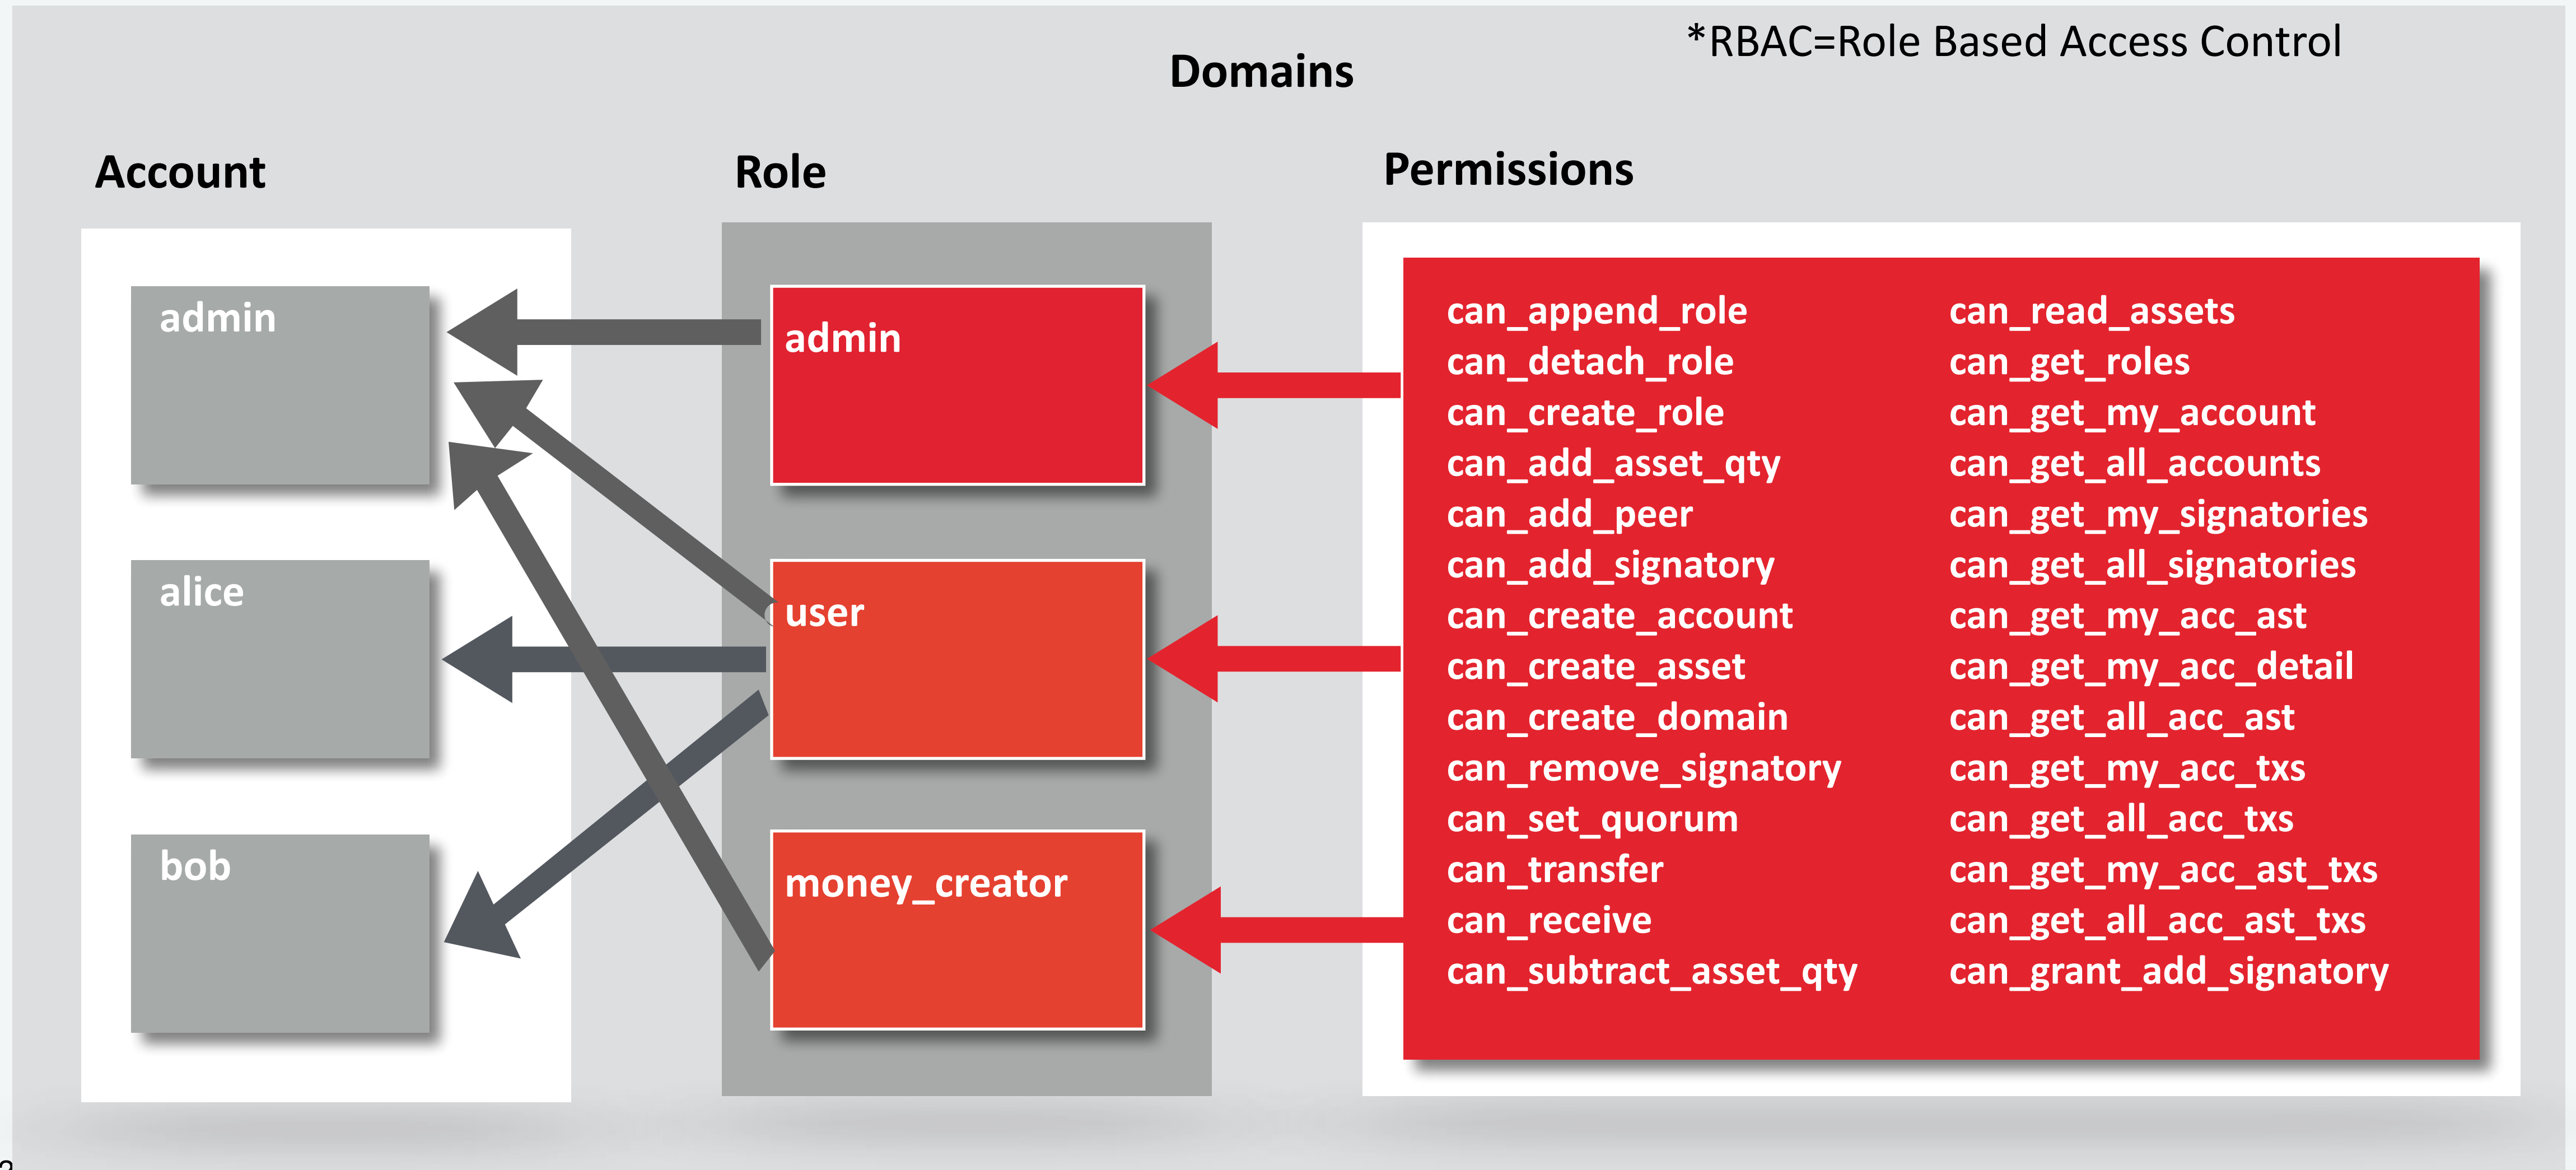 *RBAC=Role Based Access Control
Domains
Account
Role
Permissions
admin
alice
bob
admin
user
money_creator
can_append_role
can_detach_role
can_create_role
can_add_asset_qty
can_add_peer
can_add_signatory
can_create_account
can_create_asset
can_create_domain
can_remove_signatory
can_set_quorum
can_transfer
can_receive
can_subtract_asset_qty
can_read_assets
can_get_roles
can_get_my_account
can_get_all_accounts
can_get_my_signatories
can_get_all_signatories
can_get_my_acc_ast
can_get_my_acc_detail
can_get_all_acc_ast
can_get_my_acc_txs
can_get_all_acc_txs
can_get_my_acc_ast_txs
can_get_all_acc_ast_txs
can_grant_add_signatory